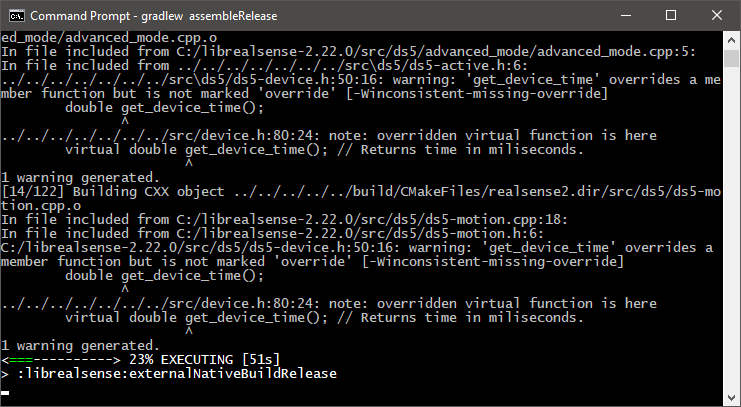 Command Prompt - gradlew  assembleRelease
ed_mode/advanced_mode.cpp.o
In file included from C:/librealsense-2.22.0/src/ds5/advanced_mode/advanced_mode.cpp:5:
In file included from ../../../../../../../src\ds5/ds5-active.h:6:
../../../../../../../src\ds5/ds5-device.h:50:16: warning: 'get_device_time' overrides a me
mber function but is not marked 'override' [-Winconsistent-missing-override]
        double get_device_time();
               ^
../../../../../../../src/device.h:80:24: note: overridden virtual function is here
        virtual double get_device_time(); // Returns time in miliseconds.
                       ^
1 warning generated.
[14/122] Building CXX object ../../../../../build/CMakeFiles/realsense2.dir/src/ds5/ds5-mo
tion.cpp.o
In file included from C:/librealsense-2.22.0/src/ds5/ds5-motion.cpp:18:
In file included from C:/librealsense-2.22.0/src/ds5/ds5-motion.h:6:
C:/librealsense-2.22.0/src/ds5/ds5-device.h:50:16: warning: 'get_device_time' overrides a
member function but is not marked 'override' [-Winconsistent-missing-override]
        double get_device_time();
               ^
../../../../../../../src/device.h:80:24: note: overridden virtual function is here
        virtual double get_device_time(); // Returns time in miliseconds.
                       ^
1 warning generated.
<===----------> 23% EXECUTING [51s]
> :librealsense:externalNativeBuildRelease